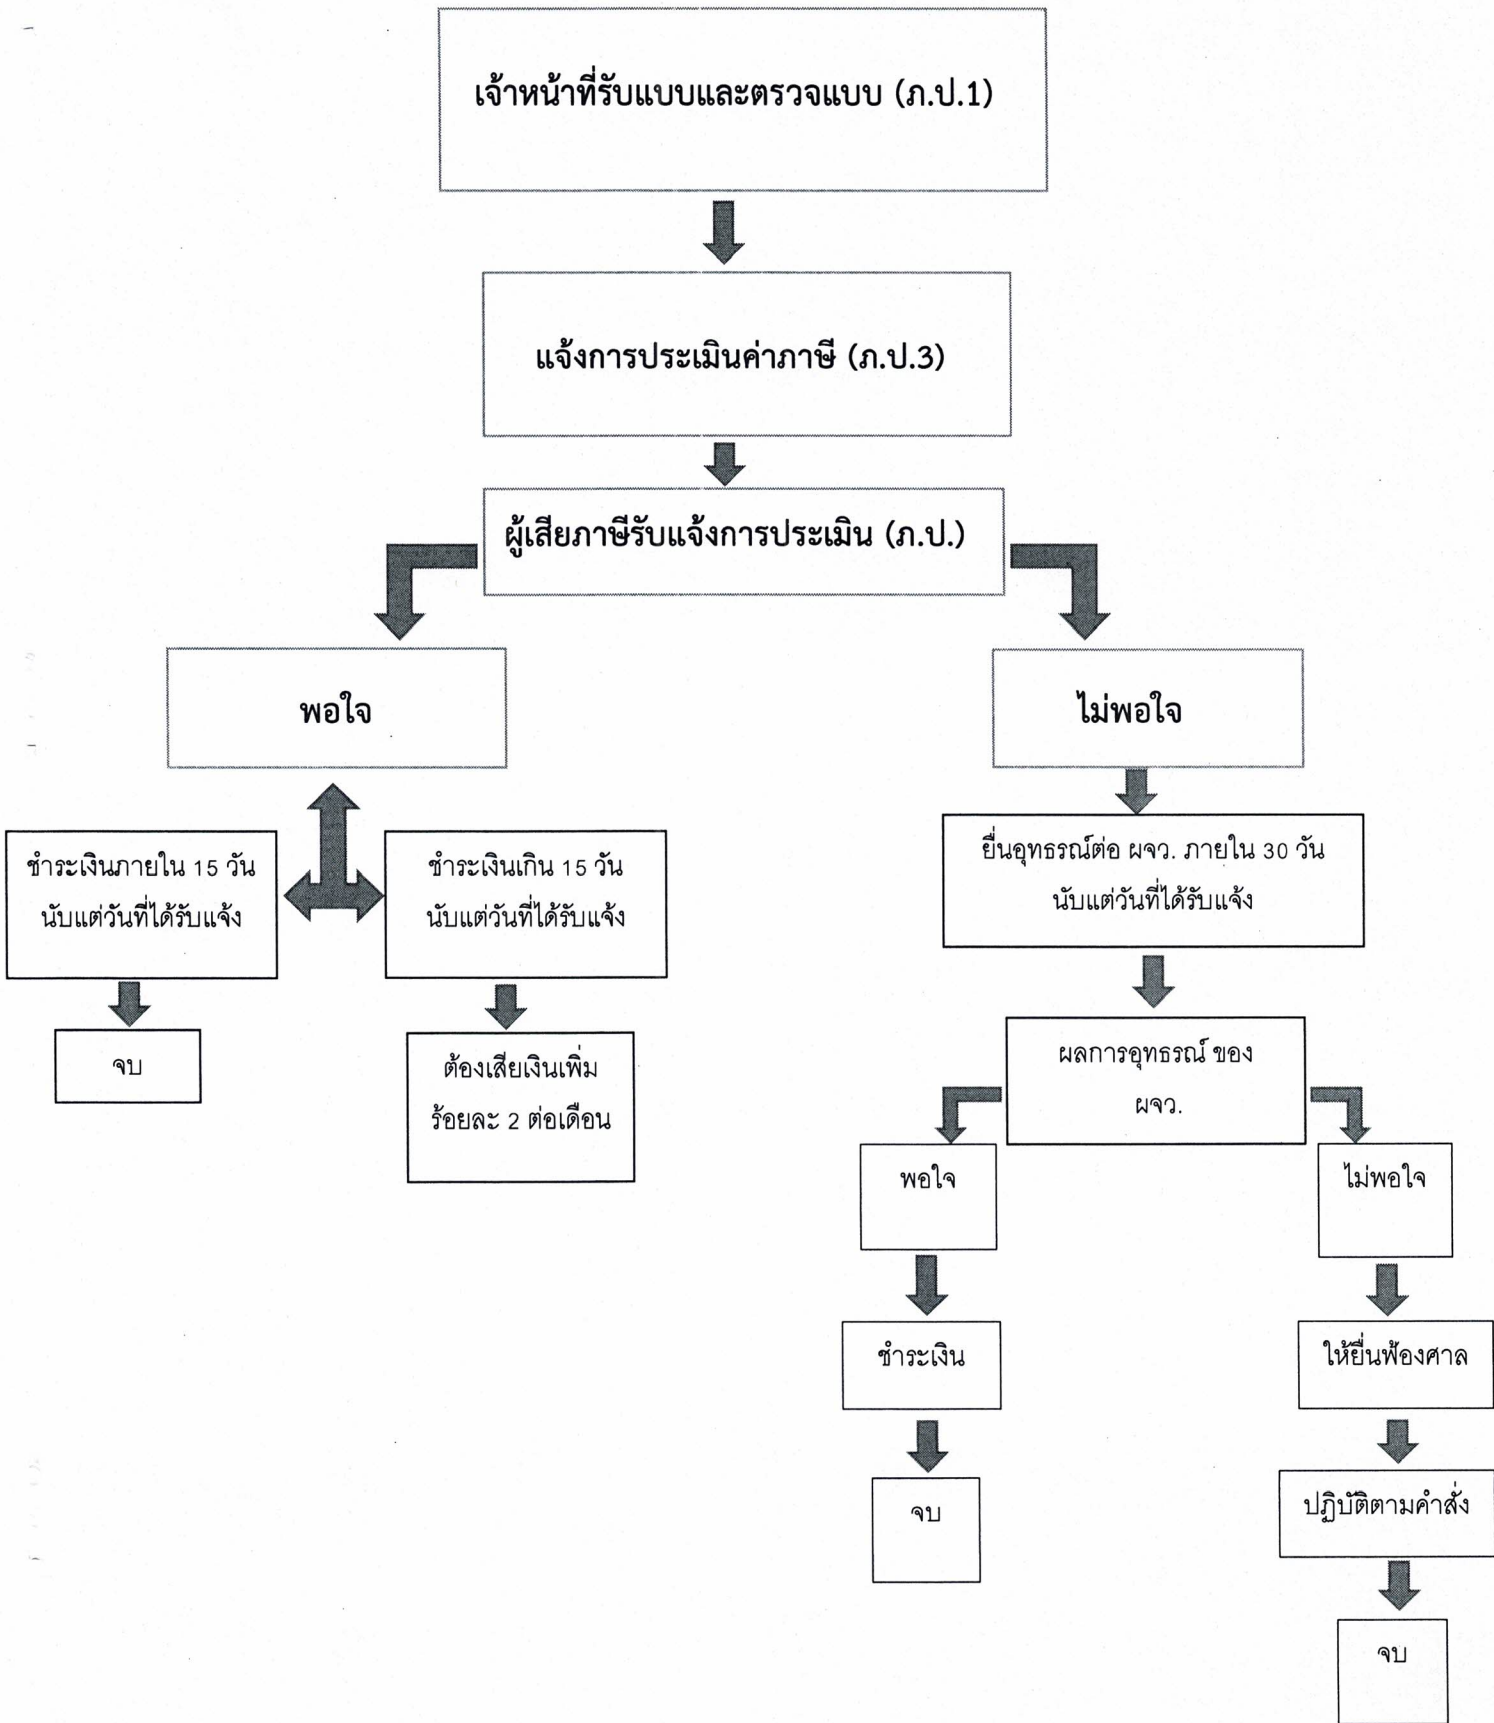 เจ้าหน้าที่รับแบบและตรวจแบบ (ภ.ป.1)
แจ้งการประเมินค่าภาษี (ภ.ป.3)
ผู้เสียภาษีรับแจ้งการประเมิน (ภ.ป.)
พอใจ
ไม่พอใจ
ชำระเงินภายใน 15 วัน
นับแต่วันที่ได้รับแจ้ง
ชำระเงินเกิน 15 วัน
นับแต่วันที่ได้รับแจ้ง
ยื่นอุทธรณ์ต่อ ผจว. ภายใน 30 วัน
นับแต่วันที่ได้รับแจ้ง
จบ
ต้องเสียเงินเพิ่ม
ร้อยละ 2 ต่อเดือน
ผลการอุทธรณ์ ของ
ผจว.
พอใจ
ไม่พอใจ
ชำระเงิน
ให้ยื่นฟ้องศาล
จบ
ปฏิบัติตามคำสั่ง
จบ